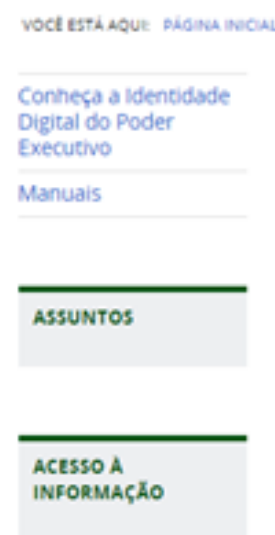 VOCÊ ESTÁ AQUI: PÁGINA INICIAL
Conheça a Identidade
Digital do Poder
Executivo
Manuais
ASSUNTOS
ACESSO À
INFORMAÇÃO